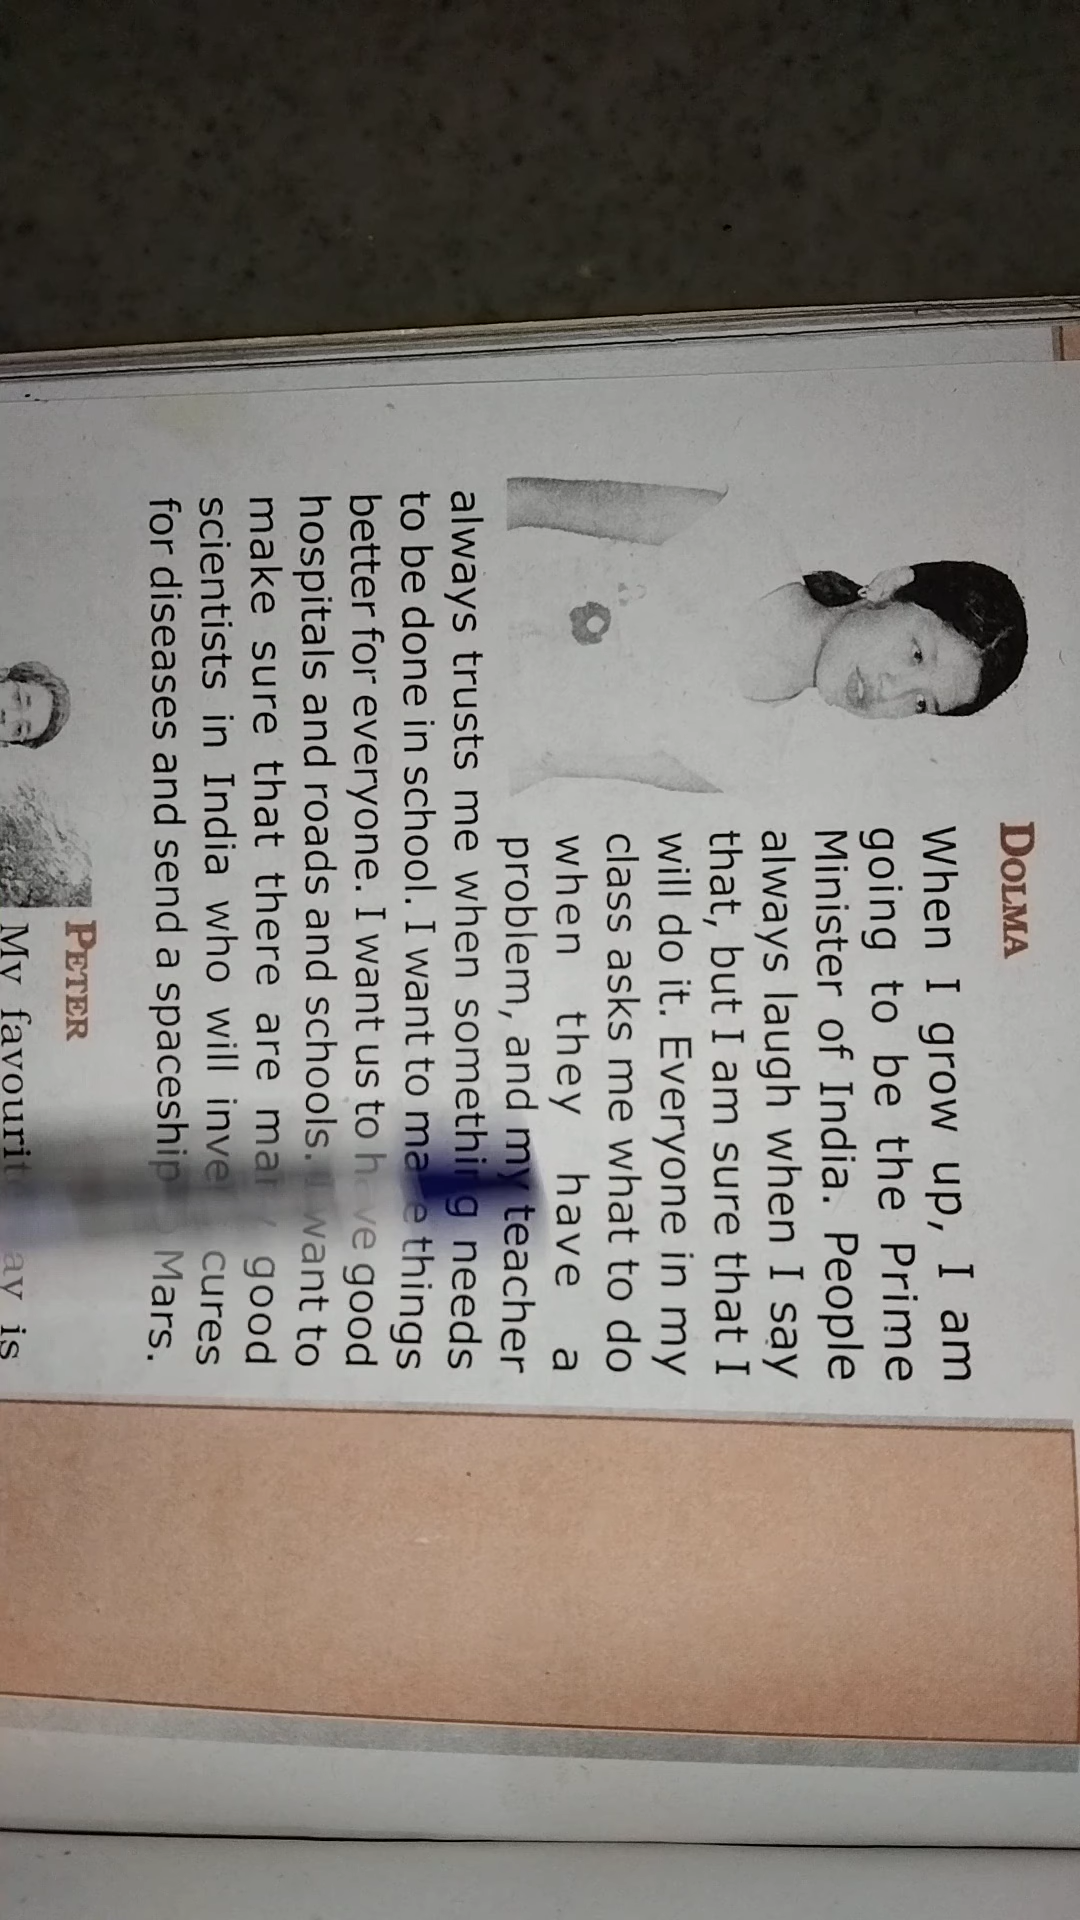 DOLMA
When I grow up, I am
going to be the Prime
Minister of India. People
always laugh when I say
that, but I am sure that I
will do it. Everyone in my
class asks me what to do
when they have a
problem, and my teacher
always trusts me when something needs
to be done in school. I want to make things
better for everyone. I want us to have good
hospitals and roads and schools. I want to
make sure that there are many good
scientists in India who will cures
for diseases and send a spaceship Mars.
PETER
My is